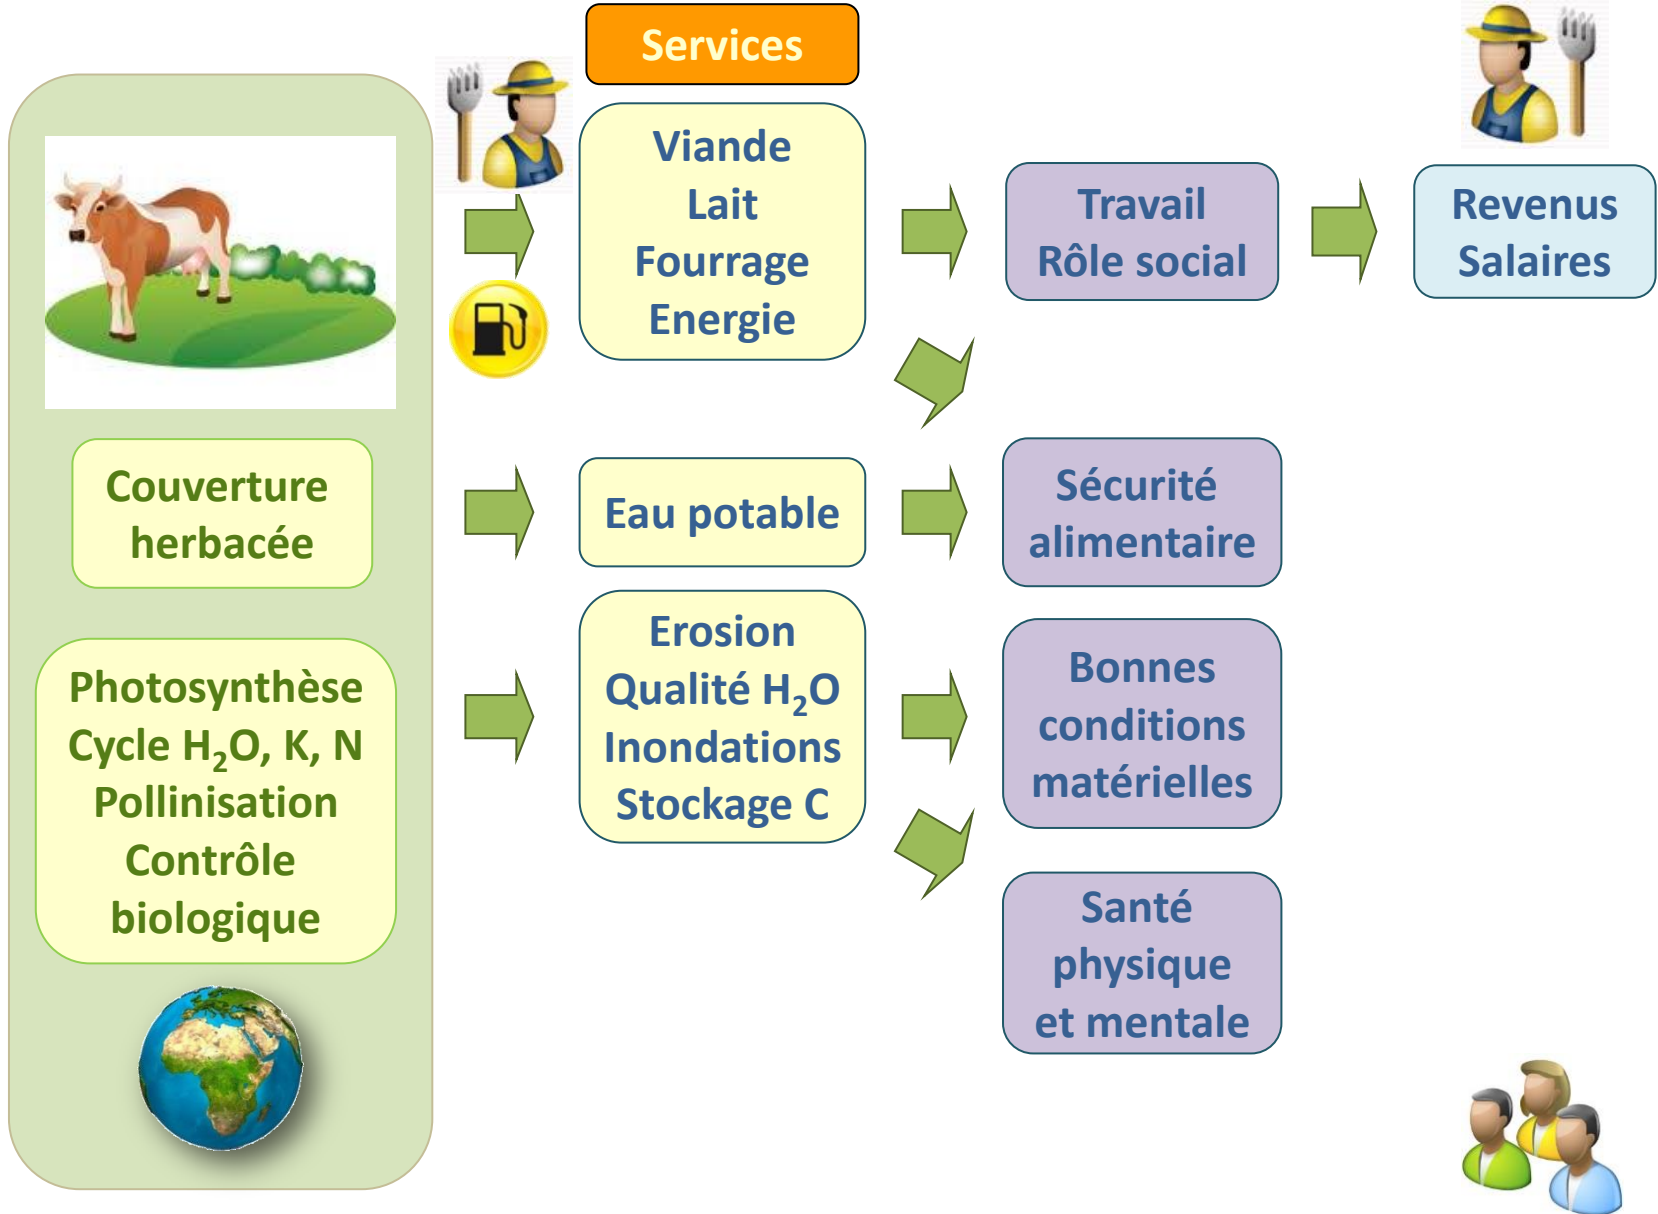 Services
Viande
Lait
Fourrage
Energie
Travail
Rôle social
Revenus
Salaires
Couverture
herbacée
Eau potable
Sécurité
alimentaire
Photosynthèse
Cycle H₂O, K, N
Pollinisation
Contrôle
biologique
Erosion
Qualité H₂O
Inondations
Stockage C
Bonnes
conditions
matérielles
Santé
physique
et mentale